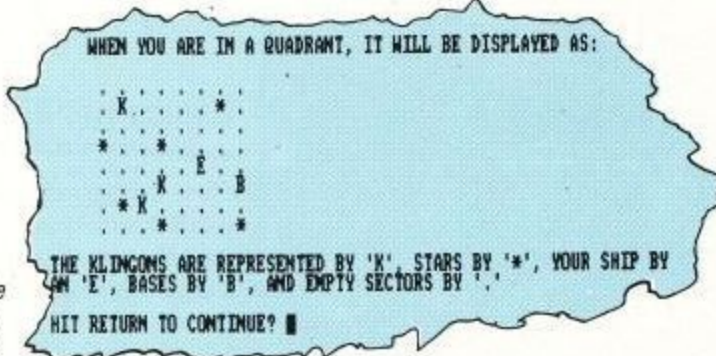 WHEN YOU ARE IN A QUADRANT, IT WILL BE DISPLAYED AS:
. . . . . . . .
. K . . . . * .
. . . . . . . .
* . . * . . . .
. . . . . E . .
. . . K . . . B
. * K . . . . .
. . . * . . . *
THE KLINGONS ARE REPRESENTED BY 'K', STARS BY '*', YOUR SHIP BY
AN 'E', BASES BY 'B', AND EMPTY SECTORS BY '.'
HIT RETURN TO CONTINUE?